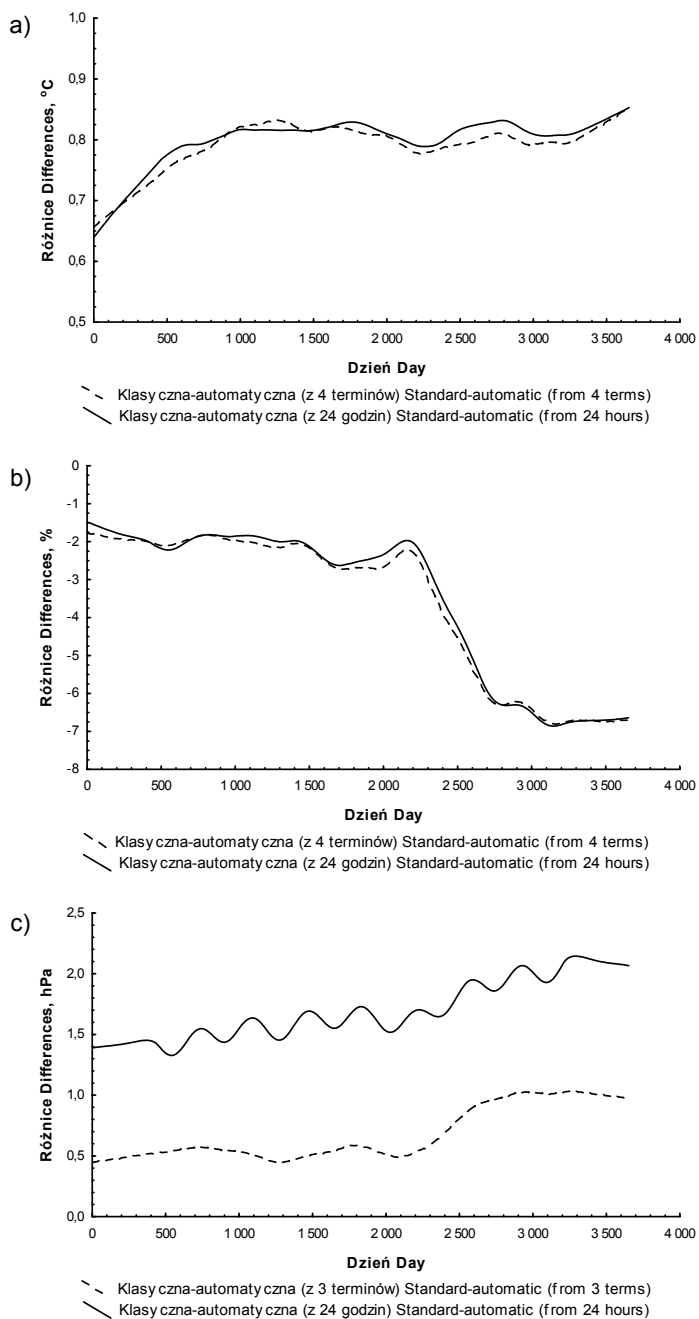 a)
1,0
0,9
0,8
0,7
0,6
0,5
Różnice Differences, ºC
0 500 1 000 1 500 2 000 2 500 3 000 3 500 4 000
Dzień Day
Klasy czna-automaty czna (z 4 terminów) Standard-automatic (f rom 4 terms)
Klasy czna-automaty czna (z 24 godzin) Standard-automatic (f rom 24 hours)
b)
0
-1
-2
-3
-4
-5
-6
-7
-8
Różnice Differences, %
0 500 1 000 1 500 2 000 2 500 3 000 3 500 4 000
Dzień Day
Klasy czna-automaty czna (z 4 terminów) Standard-automatic (f rom 4 terms)
Klasy czna-automaty czna (z 24 godzin) Standard-automatic (f rom 24 hours)
c)
2,5
2,0
1,5
1,0
0,5
0,0
Różnice Differences, hPa
0 500 1 000 1 500 2 000 2 500 3 000 3 500 4 000
Dzień Day
Klasy czna-automaty czna (z 3 terminów) Standard-automatic (f rom 3 terms)
Klasy czna-automaty czna (z 24 godzin) Standard-automatic (f rom 24 hours)